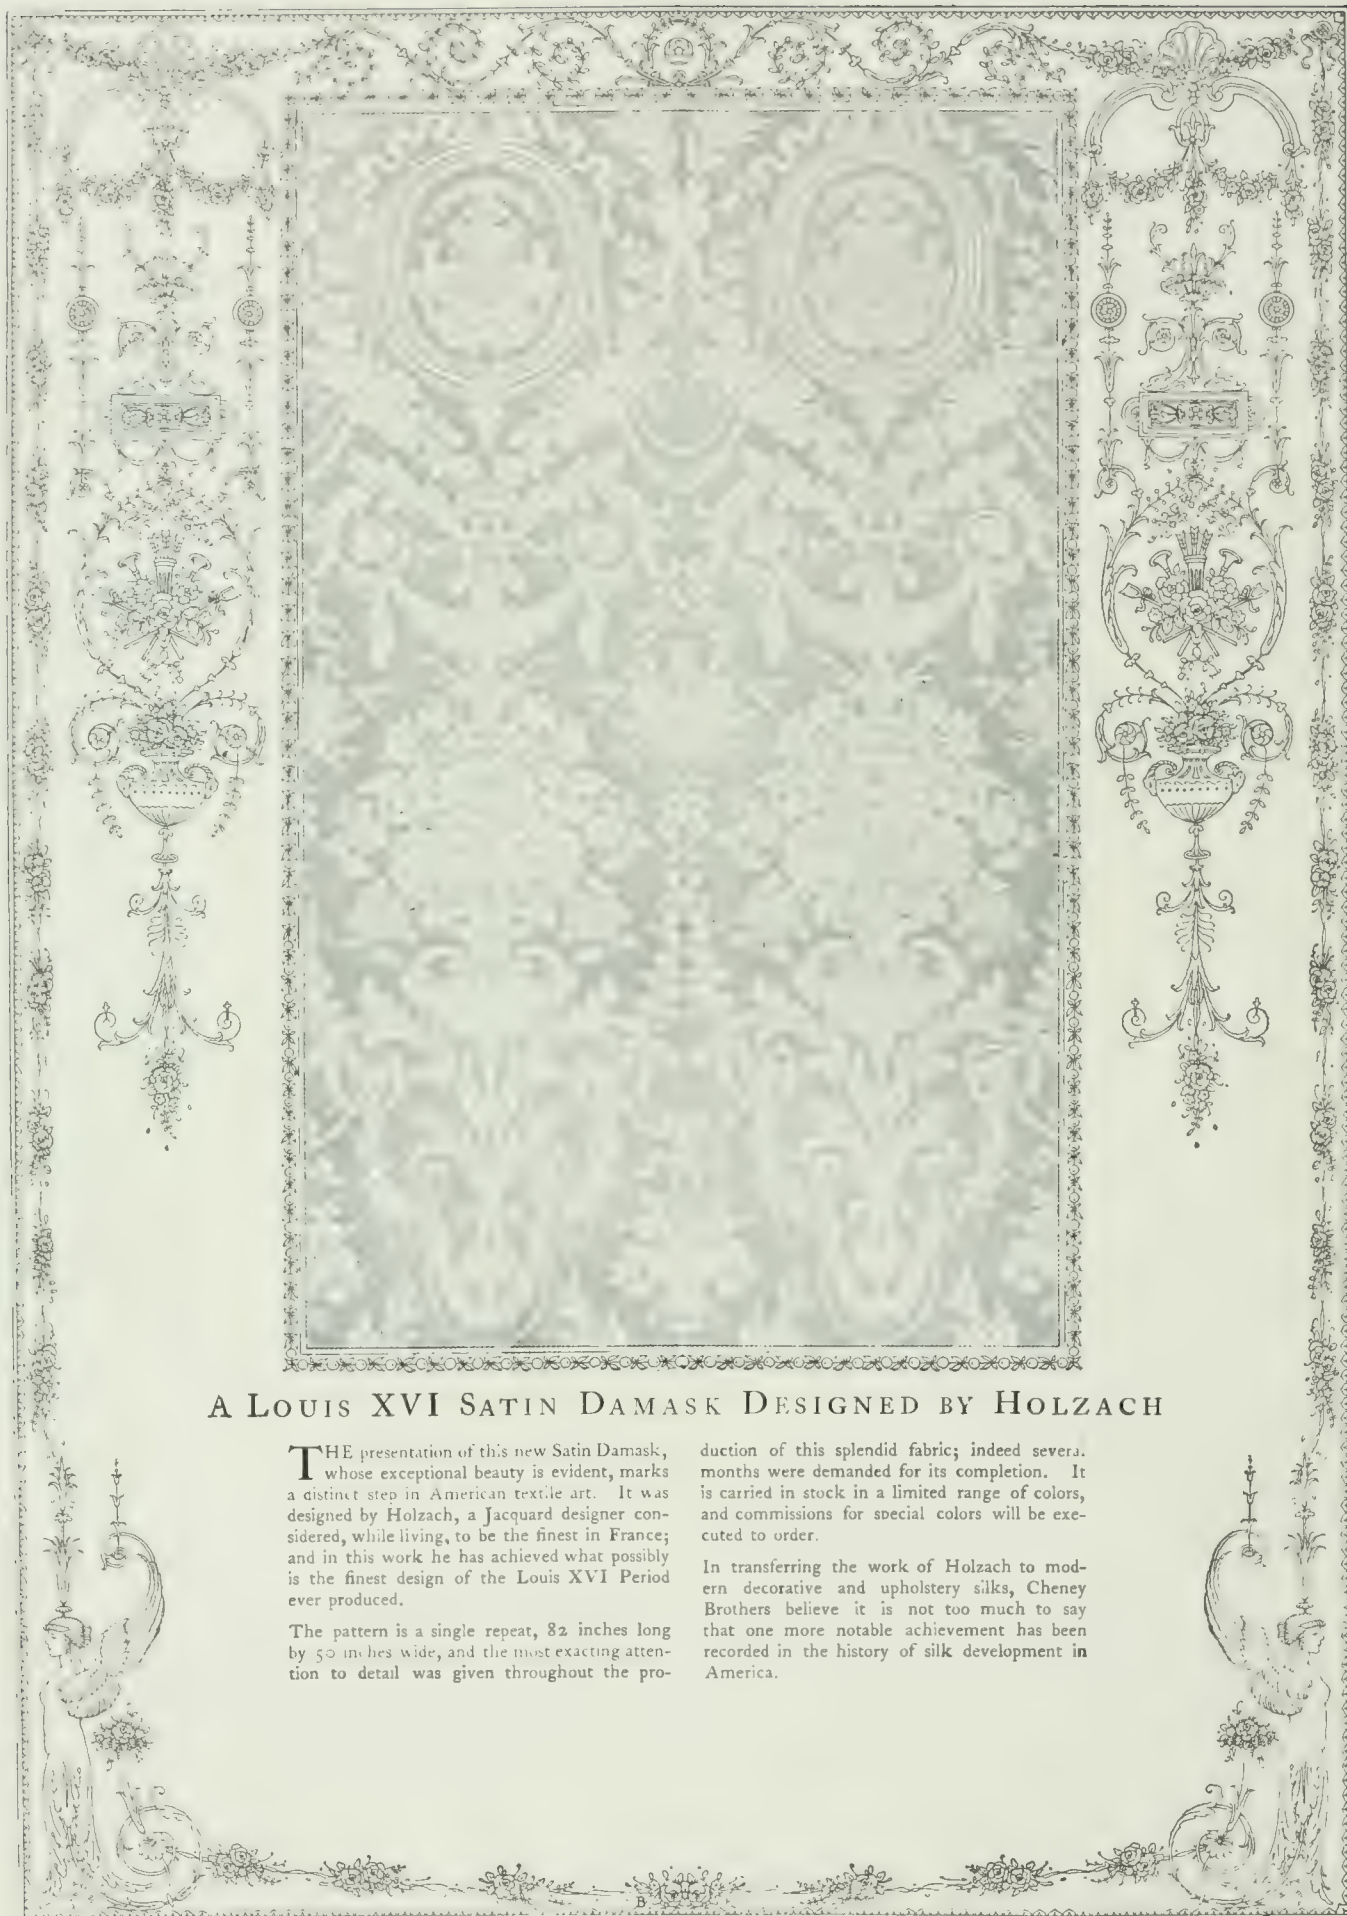 A LOUIS XVI SATIN DAMASK DESIGNED BY HOLZACH
THE presentation of this new Satin Damask,
whose exceptional beauty is evident, marks
a distinct step in American textile art. It was
designed by Holzach, a Jacquard designer con-
sidered, while living, to be the finest in France;
and in this work he has achieved what possibly
is the finest design of the Louis XVI Period
ever produced.
The pattern is a single repeat, 82 inches long
by 50 inches wide, and the most exacting atten-
tion to detail was given throughout the pro-
duction of this splendid fabric; indeed several
months were demanded for its completion. It
is carried in stock in a limited range of colors,
and commissions for special colors will be exe-
cuted to order.
In transferring the work of Holzach to mod-
ern decorative and upholstery silks, Cheney
Brothers believe it is not too much to say
that one more notable achievement has been
recorded in the history of silk development in
America.
B